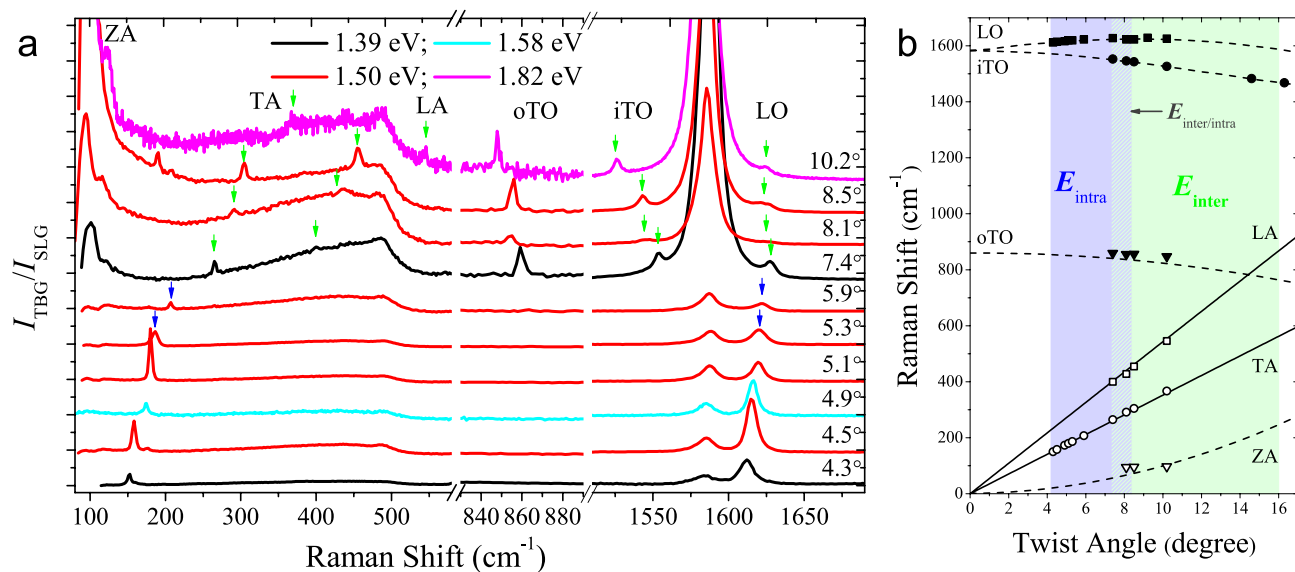 a
ZA
1.39 eV; 1.58 eV
1.50 eV; 1.82 eV
TA
LA
oTO
iTO
LO
10.2°
8.5°
8.1°
7.4°
5.9°
5.3°
5.1°
4.9°
4.5°
4.3°
I_TBG/I_SLG
100 200 300 400 500 840 860 880 1550 1600 1650
Raman Shift (cm⁻¹)
b
LO
iTO
E_inter/intra
E_intra
E_inter
LA
oTO
TA
ZA
1600
1400
1200
1000
800
600
400
200
0
Raman Shift (cm⁻¹)
0 2 4 6 8 10 12 14 16
Twist Angle (degree)